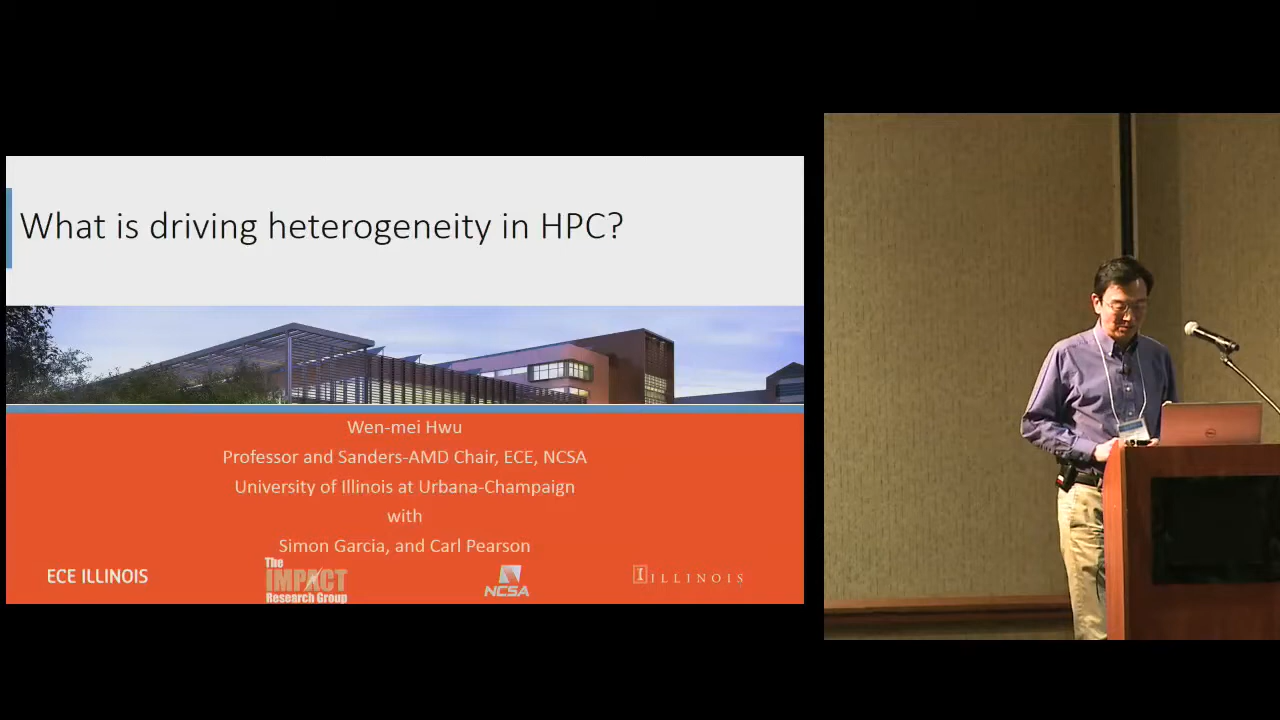 What is driving heterogeneity in HPC?
Wen-mei Hwu
Professor and Sanders-AMD Chair, ECE, NCSA
University of Illinois at Urbana-Champaign
with
Simon Garcia, and Carl Pearson
ECE ILLINOIS
The
IMPACT
Research Group
NCSA
I ILLINOIS